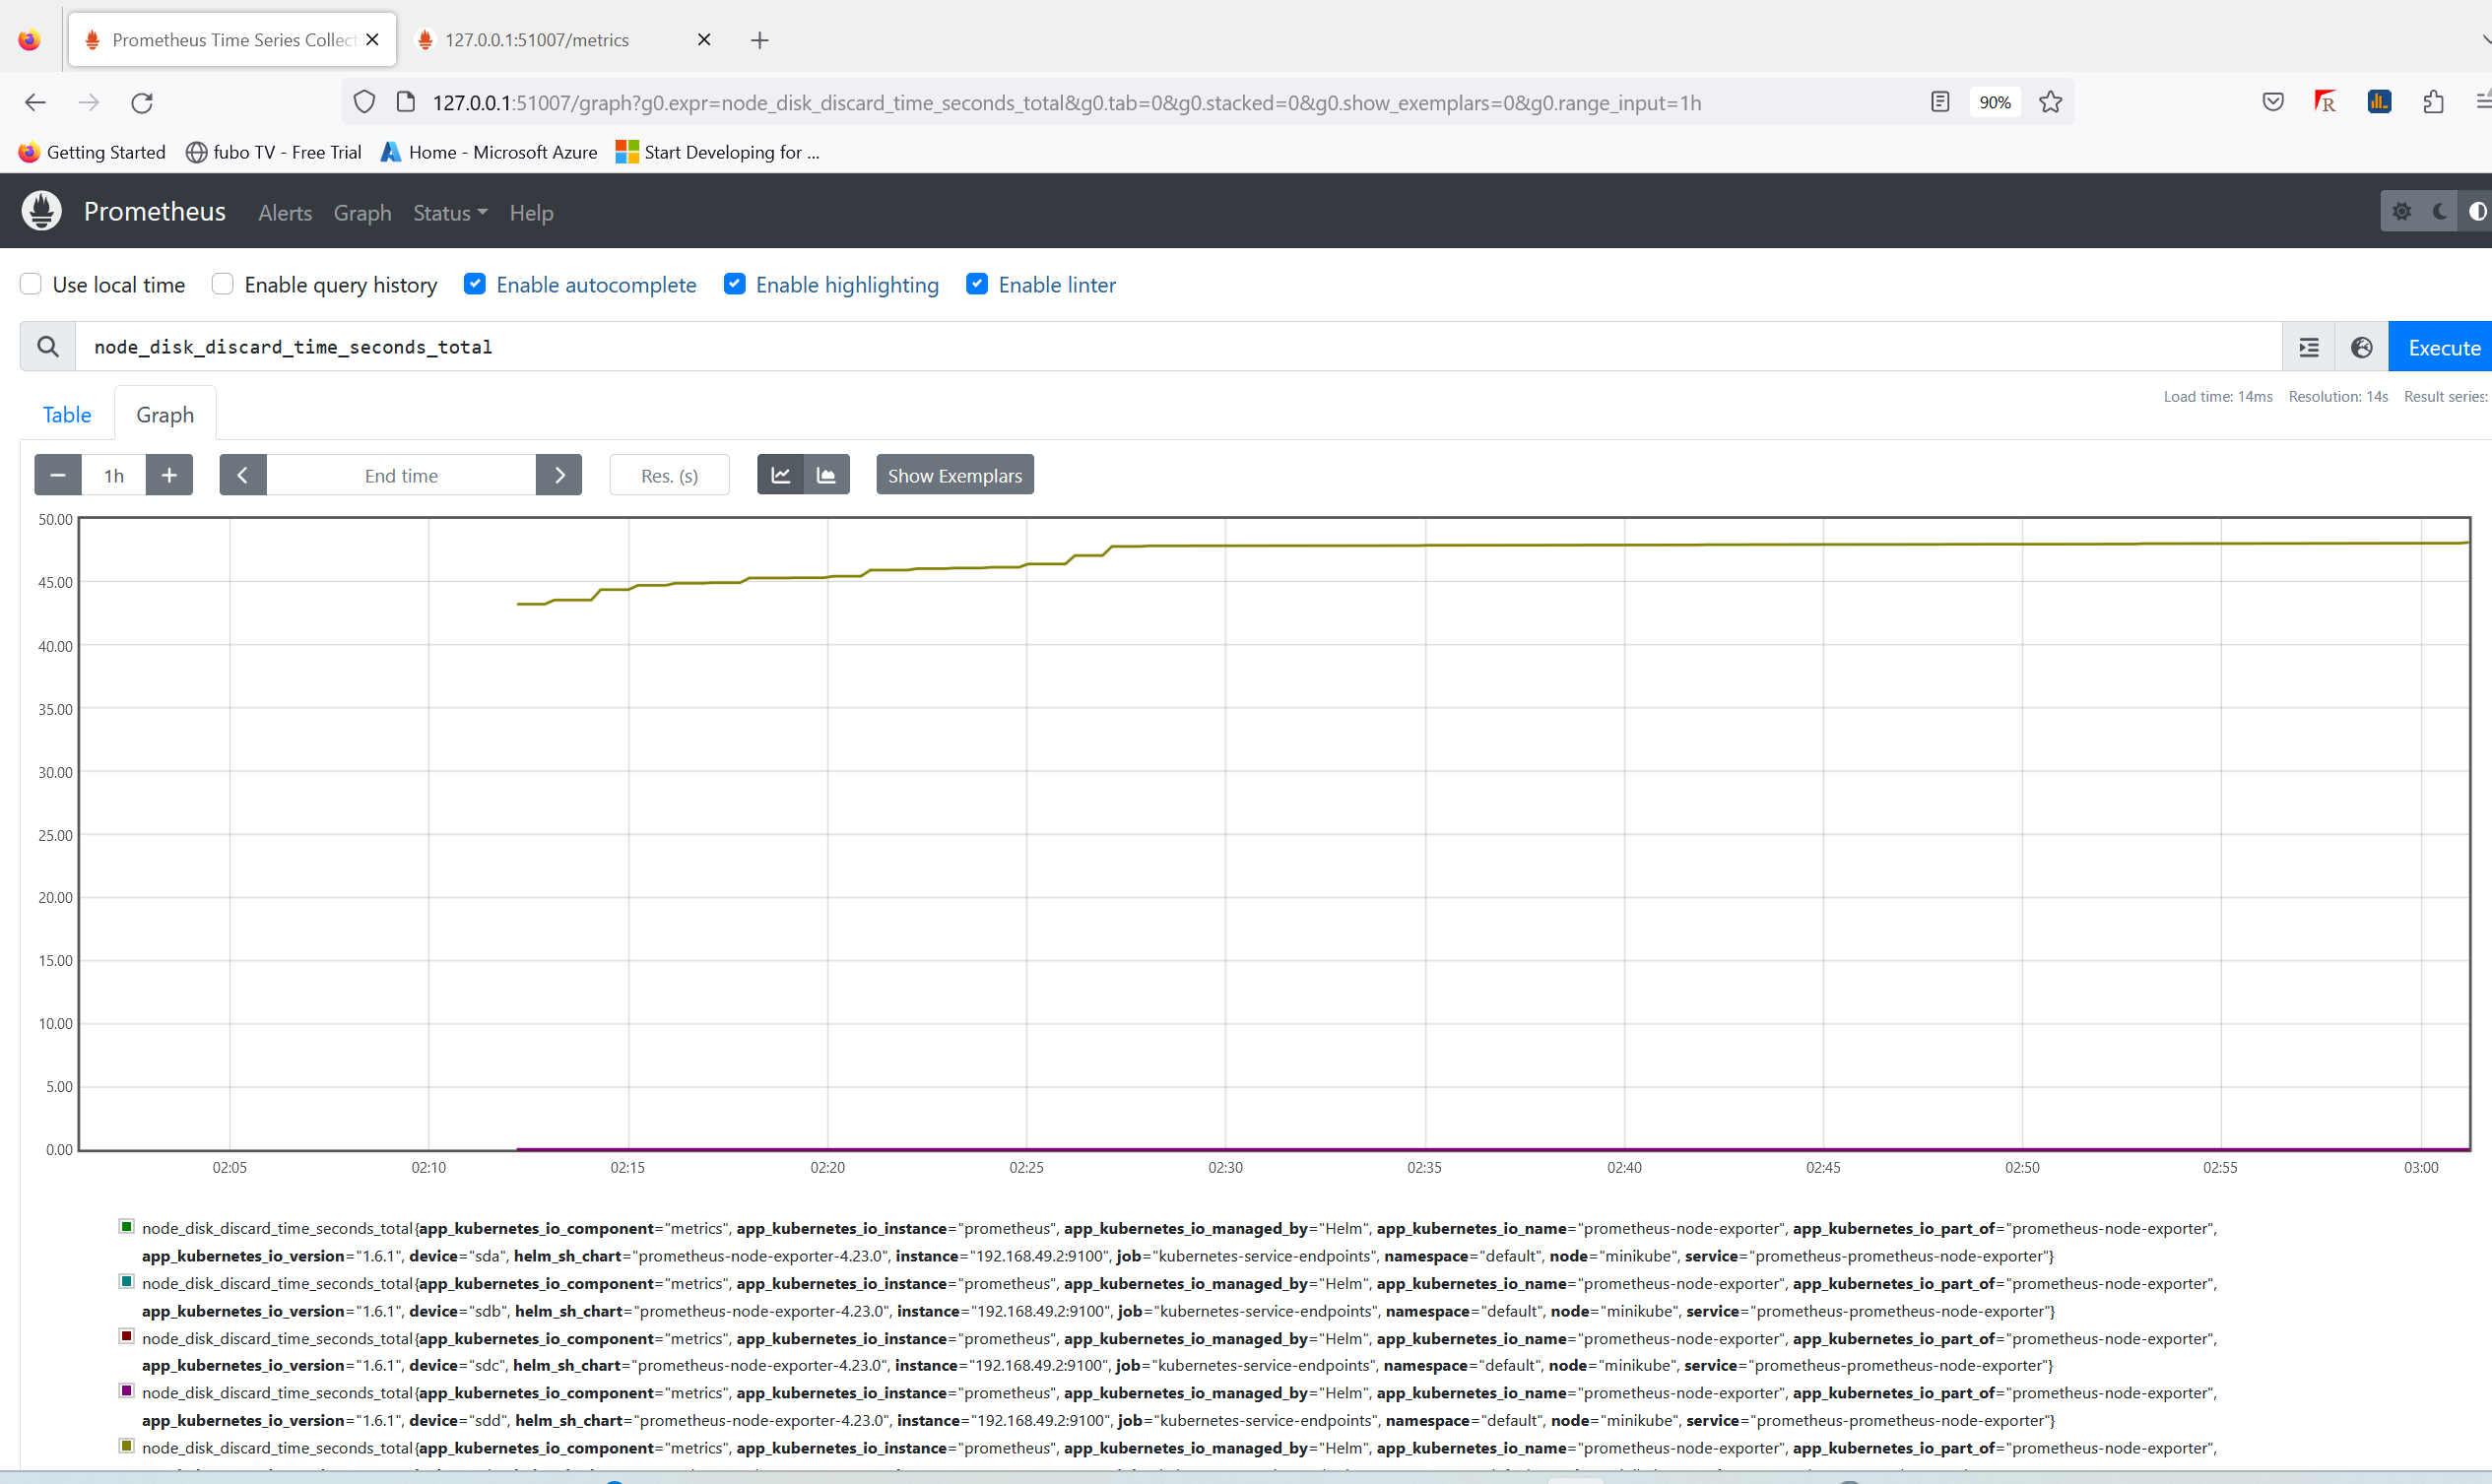 Prometheus Time Series Collect
127.0.0.1:51007/metrics
127.0.0.1:51007/graph?g0.expr=node_disk_discard_time_seconds_total&g0.tab=0&g0.stacked=0&g0.show_exemplars=0&g0.range_input=1h
90%
Getting Started fubo TV - Free Trial Home - Microsoft Azure Start Developing for ...
Prometheus Alerts Graph Status Help
Use local time Enable query history Enable autocomplete Enable highlighting Enable linter
node_disk_discard_time_seconds_total
Execute
Load time: 14ms Resolution: 14s Result series:
Table Graph
1h End time Res. (s) Show Exemplars
50.00
45.00
40.00
35.00
30.00
25.00
20.00
15.00
10.00
5.00
0.00
02:05 02:10 02:15 02:20 02:25 02:30 02:35 02:40 02:45 02:50 02:55 03:00
node_disk_discard_time_seconds_total{app_kubernetes_io_component="metrics", app_kubernetes_io_instance="prometheus", app_kubernetes_io_managed_by="Helm", app_kubernetes_io_name="prometheus-node-exporter", app_kubernetes_io_part_of="prometheus-node-exporter",
app_kubernetes_io_version="1.6.1", device="sda", helm_sh_chart="prometheus-node-exporter-4.23.0", instance="192.168.49.2:9100", job="kubernetes-service-endpoints", namespace="default", node="minikube", service="prometheus-prometheus-node-exporter"}
node_disk_discard_time_seconds_total{app_kubernetes_io_component="metrics", app_kubernetes_io_instance="prometheus", app_kubernetes_io_managed_by="Helm", app_kubernetes_io_name="prometheus-node-exporter", app_kubernetes_io_part_of="prometheus-node-exporter",
app_kubernetes_io_version="1.6.1", device="sdb", helm_sh_chart="prometheus-node-exporter-4.23.0", instance="192.168.49.2:9100", job="kubernetes-service-endpoints", namespace="default", node="minikube", service="prometheus-prometheus-node-exporter"}
node_disk_discard_time_seconds_total{app_kubernetes_io_component="metrics", app_kubernetes_io_instance="prometheus", app_kubernetes_io_managed_by="Helm", app_kubernetes_io_name="prometheus-node-exporter", app_kubernetes_io_part_of="prometheus-node-exporter",
app_kubernetes_io_version="1.6.1", device="sdc", helm_sh_chart="prometheus-node-exporter-4.23.0", instance="192.168.49.2:9100", job="kubernetes-service-endpoints", namespace="default", node="minikube", service="prometheus-prometheus-node-exporter"}
node_disk_discard_time_seconds_total{app_kubernetes_io_component="metrics", app_kubernetes_io_instance="prometheus", app_kubernetes_io_managed_by="Helm", app_kubernetes_io_name="prometheus-node-exporter", app_kubernetes_io_part_of="prometheus-node-exporter",
app_kubernetes_io_version="1.6.1", device="sdd", helm_sh_chart="prometheus-node-exporter-4.23.0", instance="192.168.49.2:9100", job="kubernetes-service-endpoints", namespace="default", node="minikube", service="prometheus-prometheus-node-exporter"}
node_disk_discard_time_seconds_total{app_kubernetes_io_component="metrics", app_kubernetes_io_instance="prometheus", app_kubernetes_io_managed_by="Helm", app_kubernetes_io_name="prometheus-node-exporter", app_kubernetes_io_part_of="prometheus-node-exporter",